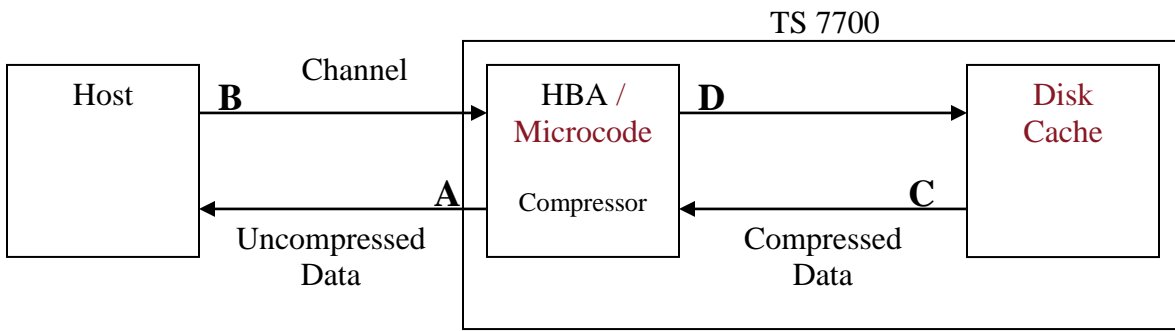 TS 7700
Host
Channel
B
HBA /
Microcode
D
Disk
Cache
A
Compressor
C
Uncompressed
Data
Compressed
Data